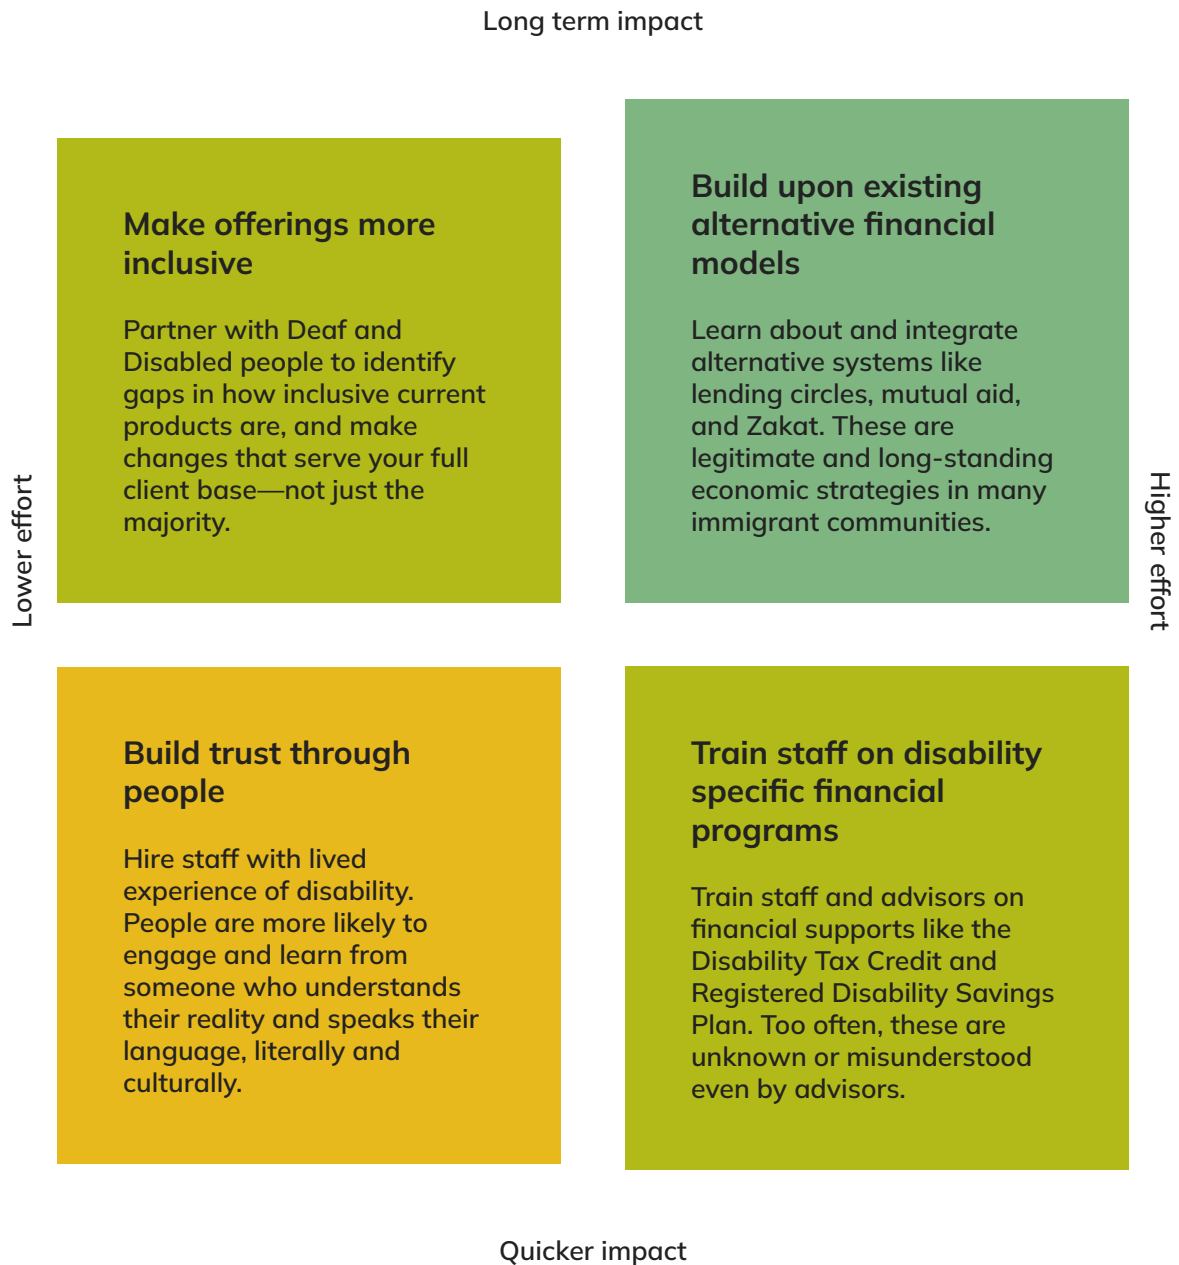 Long term impact
Make offerings more
inclusive
Partner with Deaf and
Disabled people to identify
gaps in how inclusive current
products are, and make
changes that serve your full
client base—not just the
majority.
Build upon existing
alternative financial
models
Learn about and integrate
alternative systems like
lending circles, mutual aid,
and Zakat. These are
legitimate and long-standing
economic strategies in many
immigrant communities.
Lower effort
Higher effort
Build trust through
people
Hire staff with lived
experience of disability.
People are more likely to
engage and learn from
someone who understands
their reality and speaks their
language, literally and
culturally.
Train staff on disability
specific financial
programs
Train staff and advisors on
financial supports like the
Disability Tax Credit and
Registered Disability Savings
Plan. Too often, these are
unknown or misunderstood
even by advisors.
Quicker impact